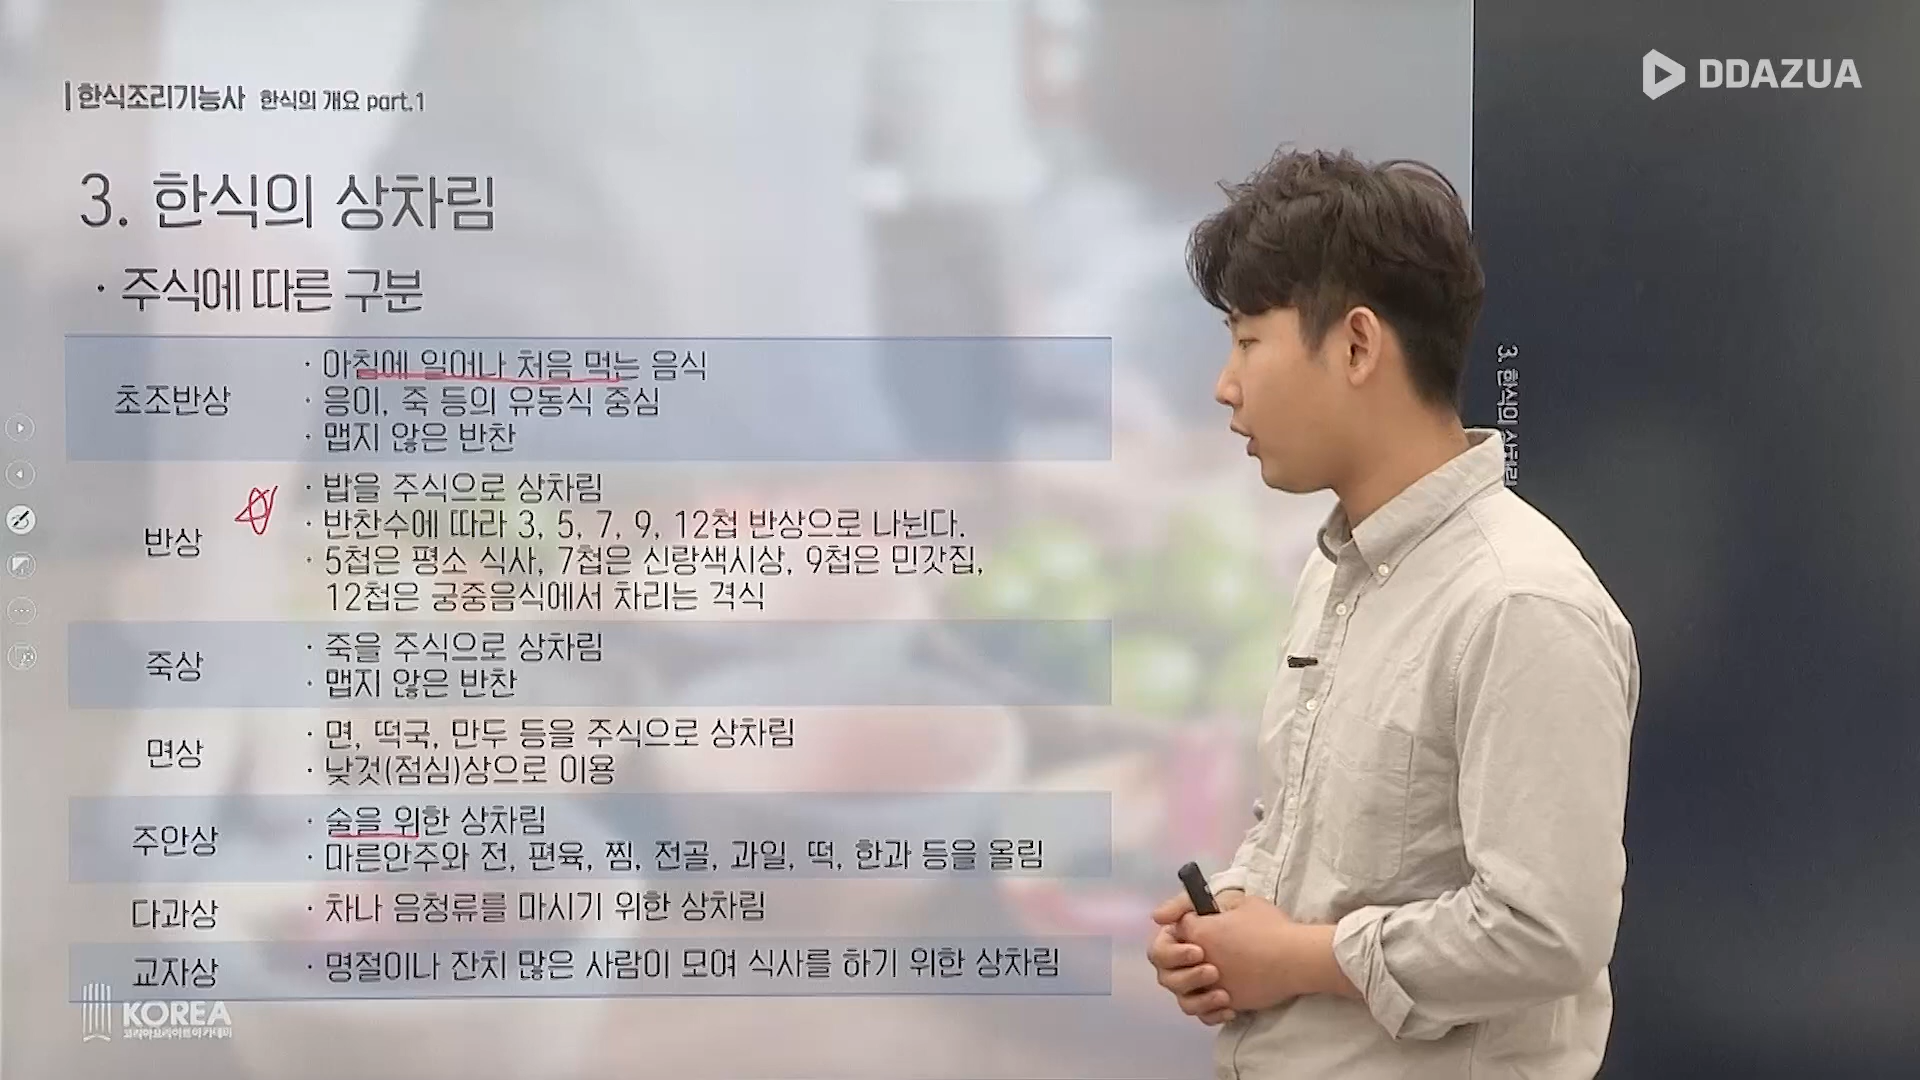 한식조리기능사 한식의 개요 part.1
DDAZUA
3. 한식의 상차림
· 주식에 따른 구분
초조반상
· 아침에 일어나 처음 먹는 음식
· 응이, 죽 등의 유동식 중심
· 맵지 않은 반찬
반상
· 밥을 주식으로 상차림
· 반찬수에 따라 3, 5, 7, 9, 12첩 반상으로 나뉜다.
· 5첩은 평소 식사, 7첩은 신랑색시상, 9첩은 민갓집,
12첩은 궁중음식에서 차리는 격식
죽상
· 죽을 주식으로 상차림
· 맵지 않은 반찬
면상
· 면, 떡국, 만두 등을 주식으로 상차림
· 낮것(점심)상으로 이용
주안상
· 술을 위한 상차림
· 마른안주와 전, 편육, 찜, 전골, 과일, 떡, 한과 등을 올림
다과상
· 차나 음청류를 마시기 위한 상차림
교자상
· 명절이나 잔치 많은 사람이 모여 식사를 하기 위한 상차림
KOREA
3. 한식의